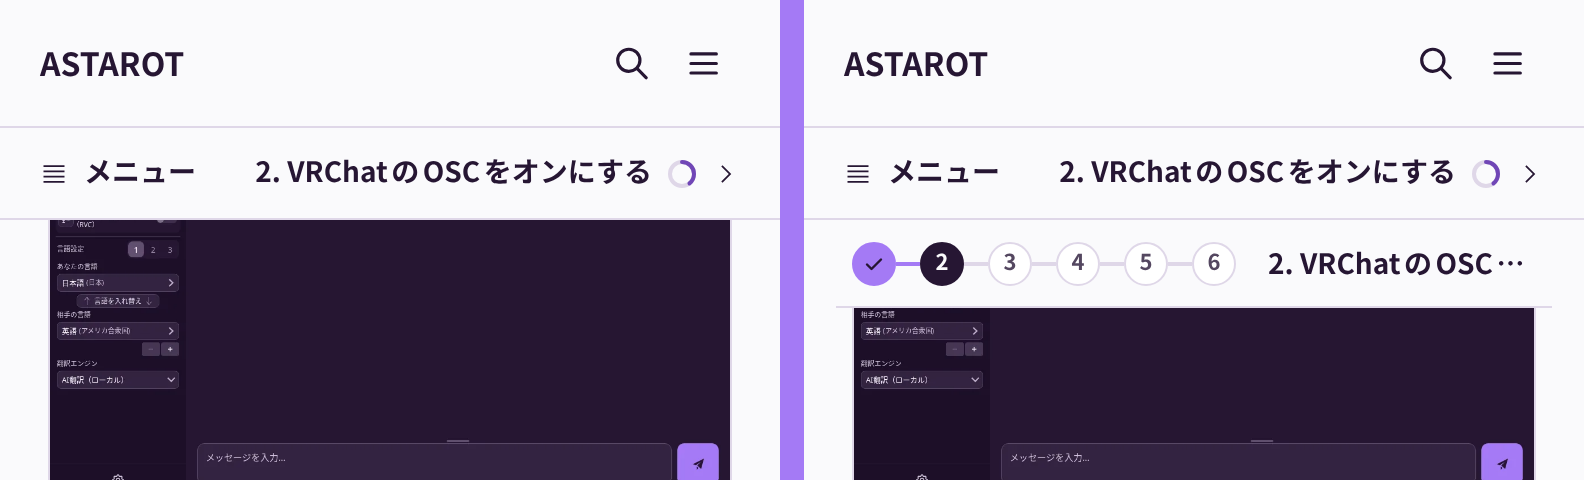 ASTAROT
メニュー 2. VRChatのOSCをオンにする
(RVC)
言語設定 1 2 3
あなたの言語
日本語 (日本)
↑ 言語を入れ替え ↓
相手の言語
英語 (アメリカ合衆国)
− +
翻訳エンジン
AI翻訳 (ローカル)
メッセージを入力...
ASTAROT
メニュー 2. VRChatのOSCをオンにする
2 3 4 5 6 2. VRChatのOSC…
相手の言語
英語 (アメリカ合衆国)
− +
翻訳エンジン
AI翻訳 (ローカル)
メッセージを入力...